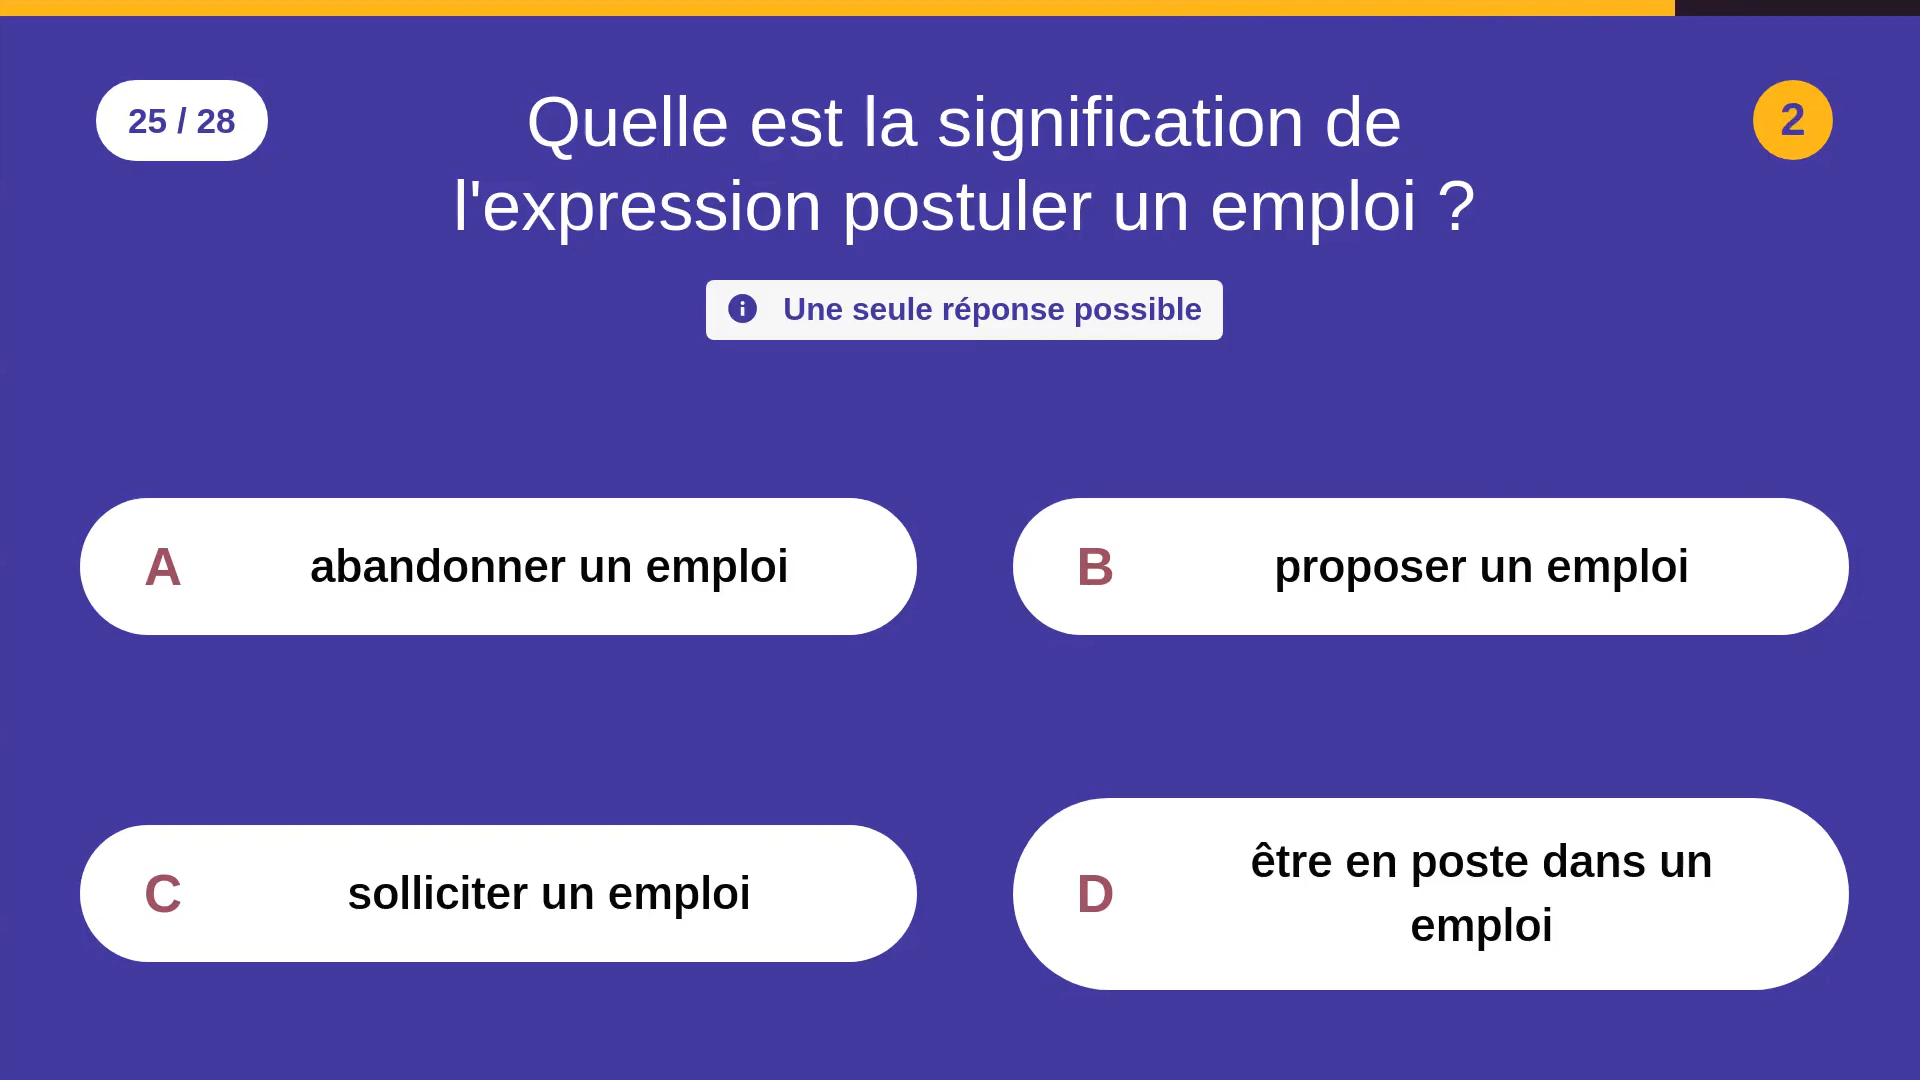 25 / 28
Quelle est la signification de
l'expression postuler un emploi ?
2
Une seule réponse possible
A abandonner un emploi
B proposer un emploi
C solliciter un emploi
D être en poste dans un
emploi